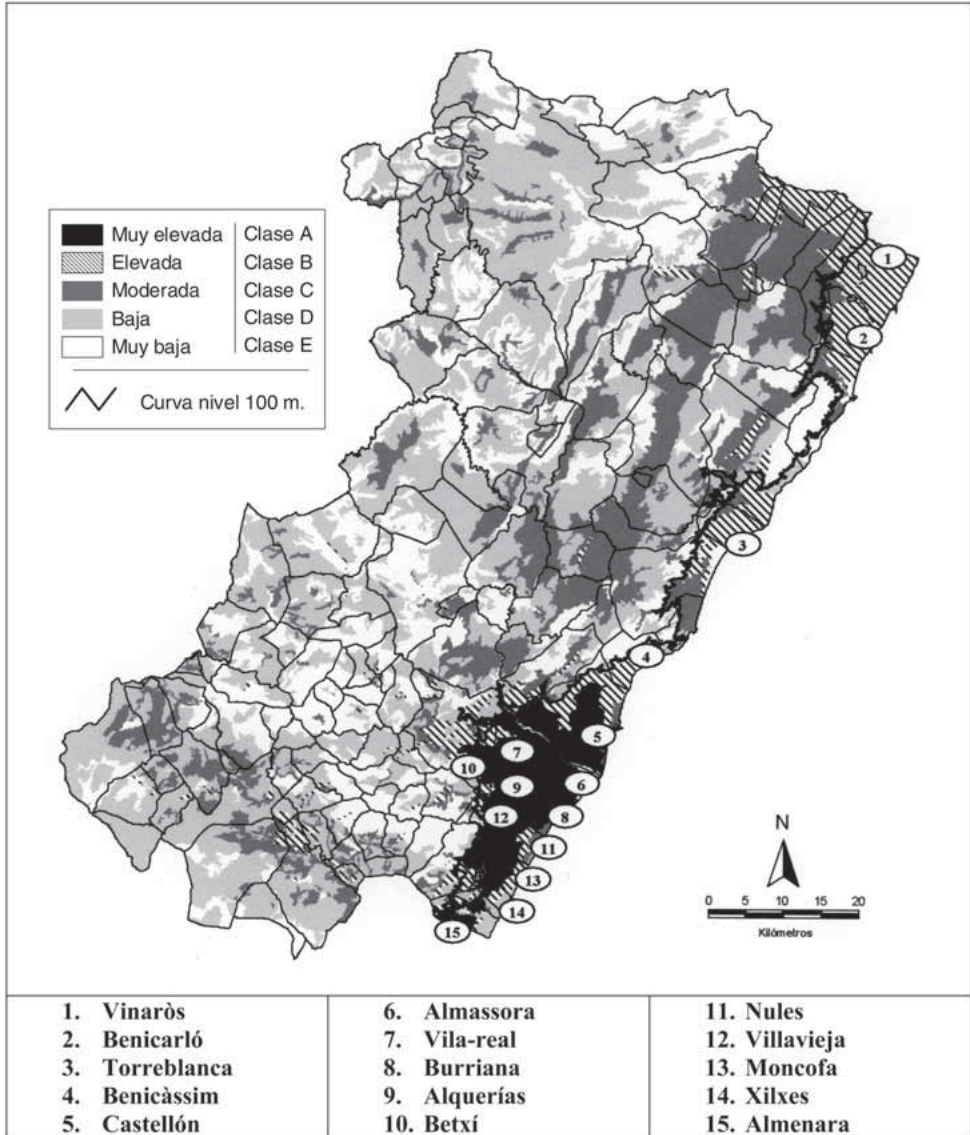 Muy elevada Clase A
Elevada Clase B
Moderada Clase C
Baja Clase D
Muy baja Clase E
Curva nivel 100 m.
1
2
3
4
5
7
10
6
9
12
8
11
13
14
15
N
0 5 10 15 20
Kilómetros
1. Vinaròs
2. Benicarló
3. Torreblanca
4. Benicàssim
5. Castellón
6. Almassora
7. Vila-real
8. Burriana
9. Alquerías
10. Betxí
11. Nules
12. Villavieja
13. Moncofa
14. Xilxes
15. Almenara